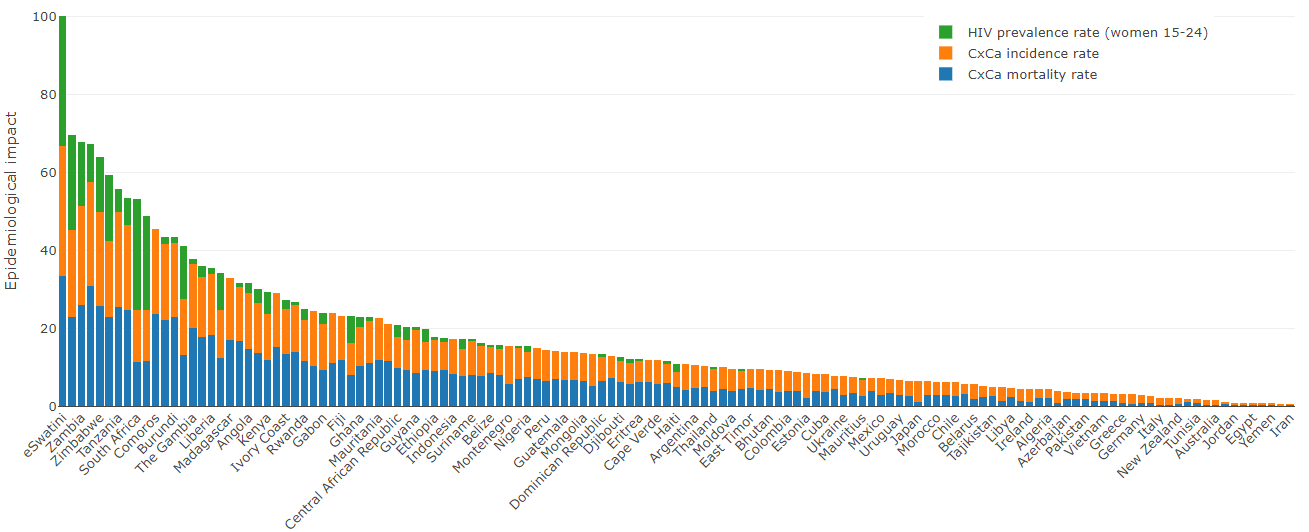 100
80
60
40
20
0
Epidemiological impact
HIV prevalence rate (women 15-24)
CxCa incidence rate
CxCa mortality rate
eSwatini
Zambia
Zimbabwe
Tanzania
South Africa
Comoros
Burundi
The Gambia
Liberia
Madagascar
Angola
Kenya
Ivory Coast
Rwanda
Gabon
Fiji
Ghana
Mauritania
Central African Republic
Guyana
Ethiopia
Indonesia
Suriname
Belize
Montenegro
Nigeria
Peru
Guatemala
Mongolia
Dominican Republic
Djibouti
Eritrea
Cape Verde
Haiti
Argentina
Thailand
Moldova
East Timor
Bhutan
Colombia
Estonia
Cuba
Ukraine
Mauritius
Mexico
Uruguay
Japan
Morocco
Chile
Belarus
Tajikistan
Libya
Ireland
Algeria
Azerbaijan
Pakistan
Vietnam
Greece
Germany
Italy
New Zealand
Tunisia
Australia
Jordan
Egypt
Yemen
Iran